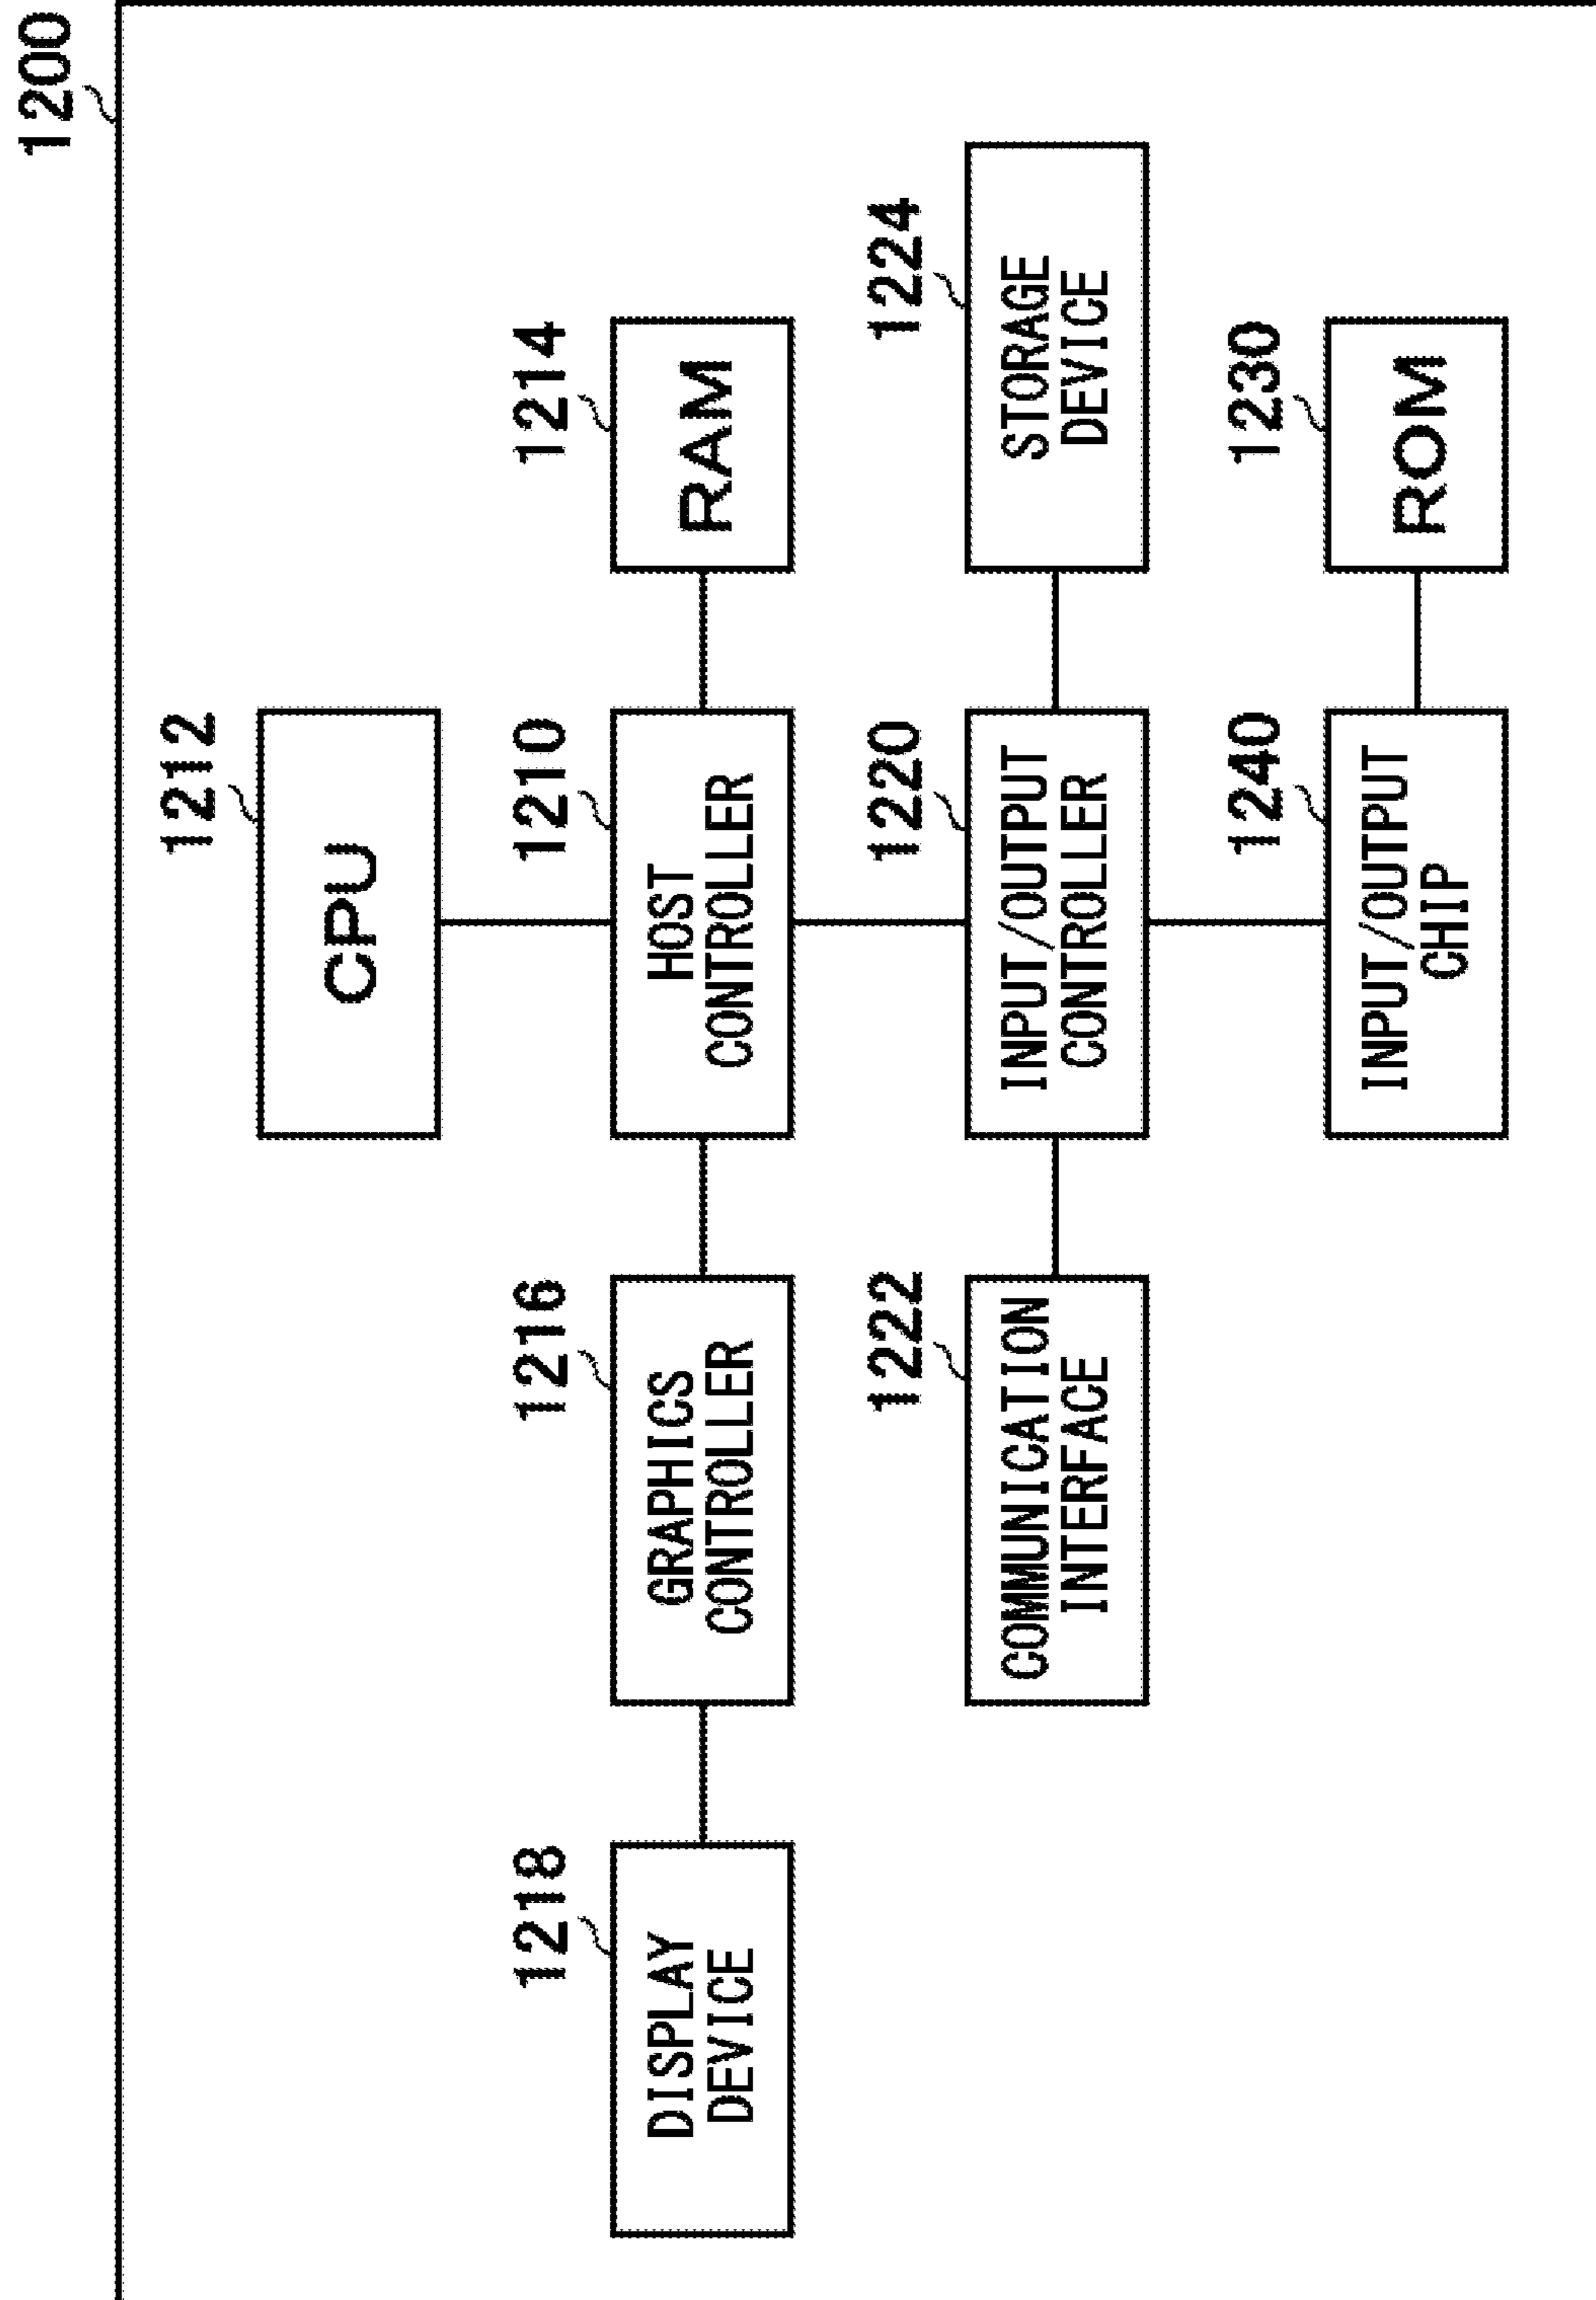 1200
1212
CPU
1218
DISPLAY
DEVICE
1216
GRAPHICS
CONTROLLER
1210
HOST
CONTROLLER
1214
RAM
1222
COMMUNICATION
INTERFACE
1220
INPUT/OUTPUT
CONTROLLER
1224
STORAGE
DEVICE
1240
INPUT/OUTPUT
CHIP
1230
ROM